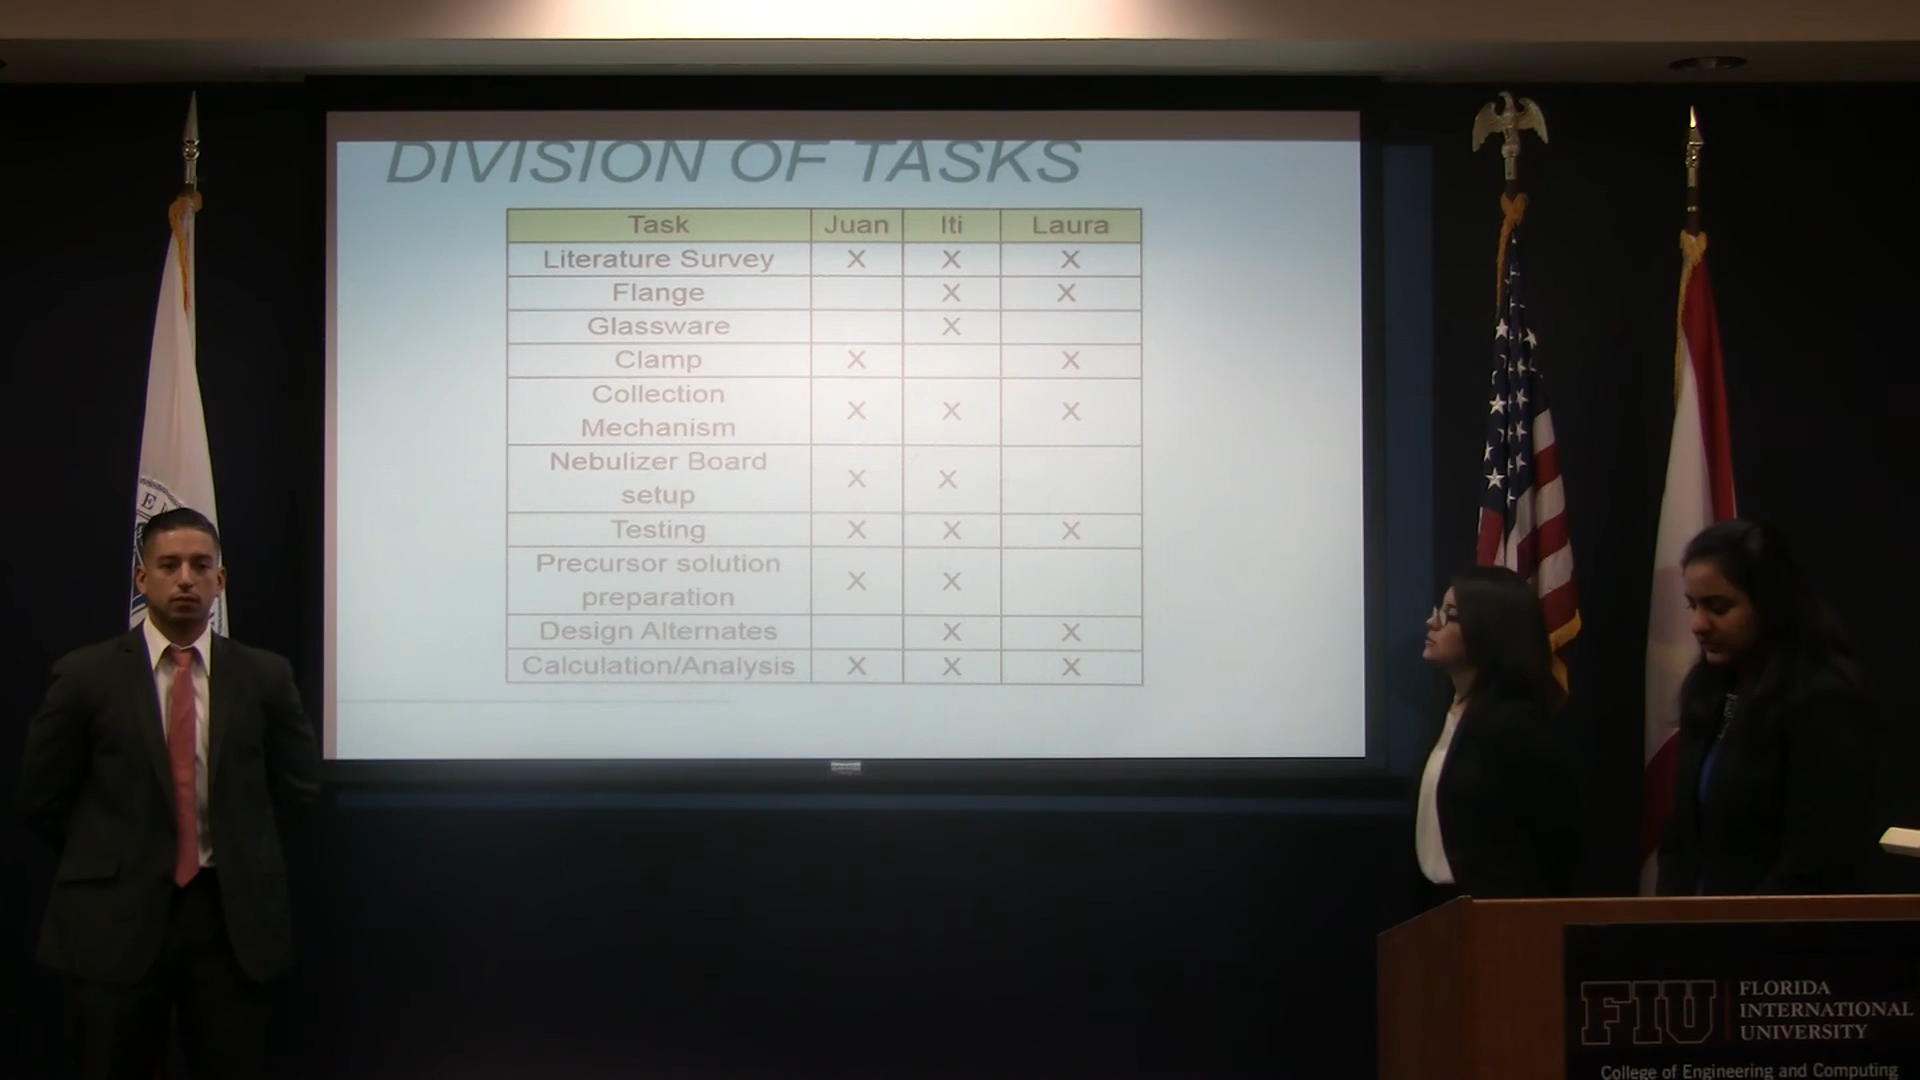 DIVISION OF TASKS
Task Juan Iti Laura
Literature Survey X X X
Flange X X
Glassware X
Clamp X X
Collection
Mechanism X X X
Nebulizer Board
setup X X
Testing X X X
Precursor solution
preparation X X
Design Alternates X X
Calculation/Analysis X X X
FIU
FLORIDA
INTERNATIONAL
UNIVERSITY
College of Engineering and Computing